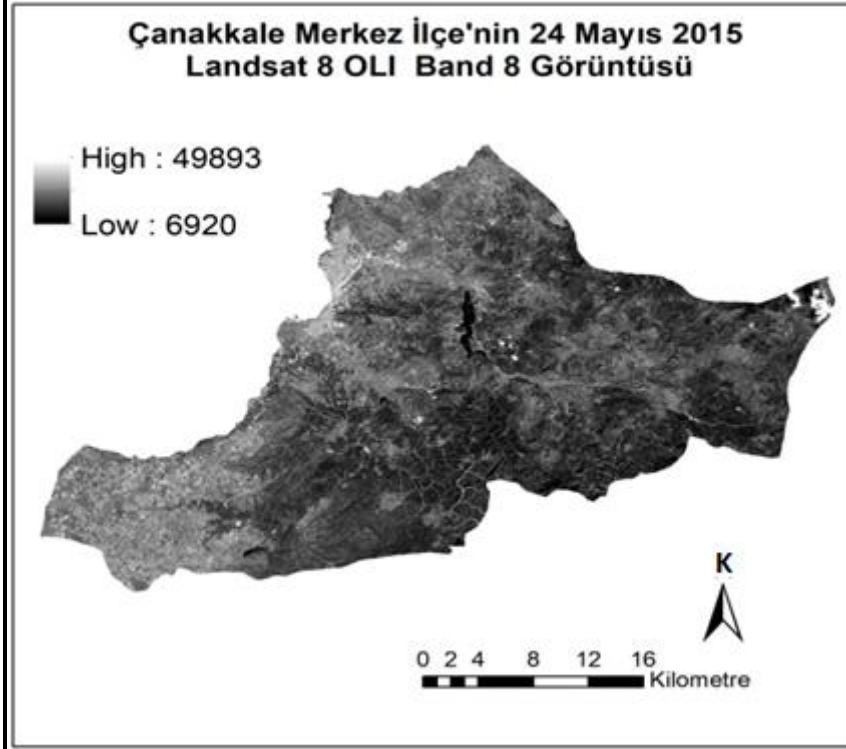 Çanakkale Merkez İlçe'nin 24 Mayıs 2015
Landsat 8 OLI  Band 8 Görüntüsü
High : 49893
Low : 6920
K
0 2 4 8 12 16
Kilometre